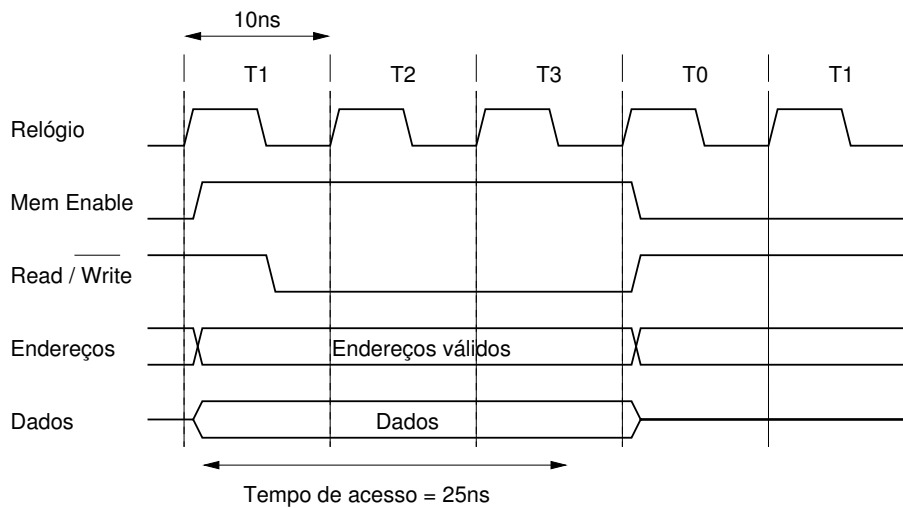 10ns
T1 T2 T3 T0 T1
Relógio
Mem Enable
Read / Write
Endereços Endereços válidos
Dados Dados
Tempo de acesso = 25ns